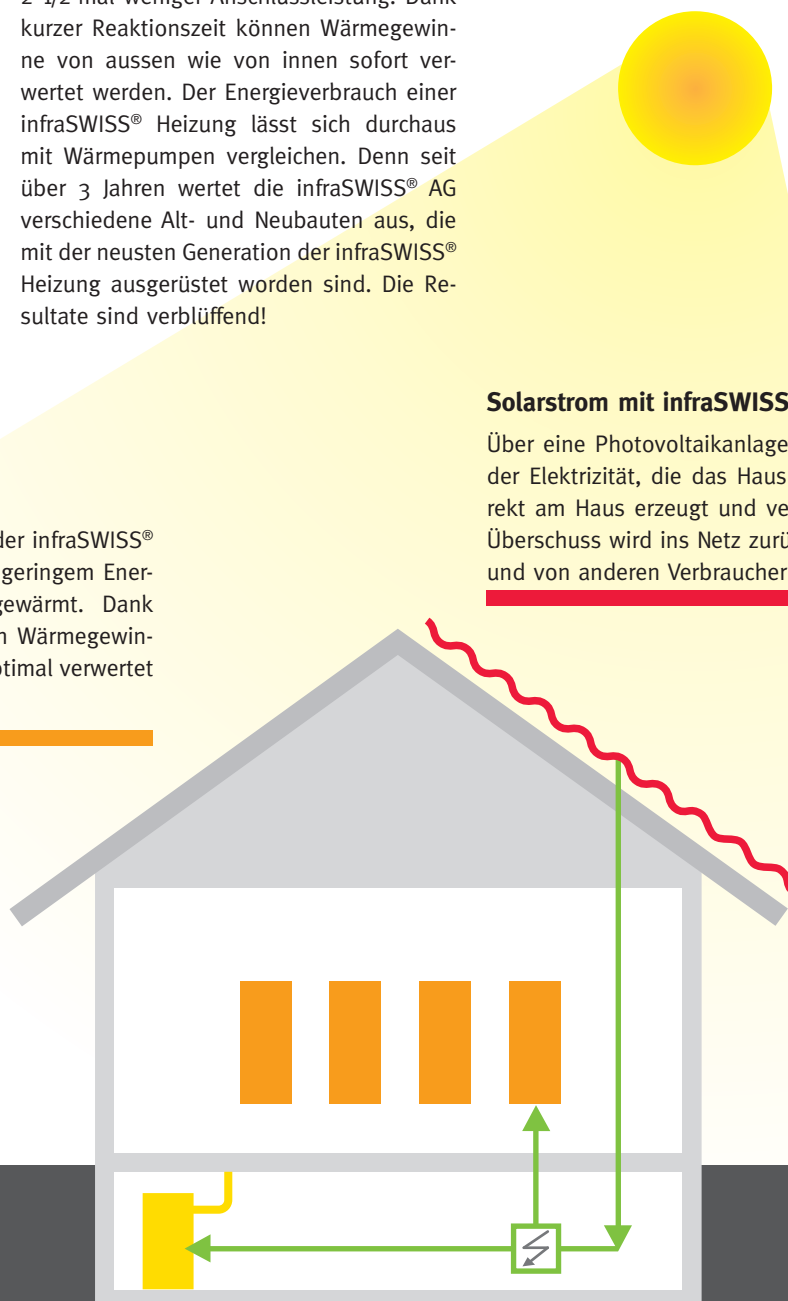 2 1/2 mal weniger Anschlussleistung. Dank
kurzer Reaktionszeit können Wärmegewin-
ne von aussen wie von innen sofort ver-
wertet werden. Der Energieverbrauch einer
infraSWISS® Heizung lässt sich durchaus
mit Wärmepumpen vergleichen. Denn seit
über 3 Jahren wertet die infraSWISS® AG
verschiedene Alt- und Neubauten aus, die
mit der neusten Generation der infraSWISS®
Heizung ausgerüstet worden sind. Die Re-
sultate sind verblüffend!
Solarstrom mit infraSWISS
Über eine Photovoltaikanlage
der Elektrizität, die das Haus
rekt am Haus erzeugt und ve
Überschuss wird ins Netz zurü
und von anderen Verbraucher
der infraSWISS®
geringem Ener-
gewärmt. Dank
n Wärmegewin-
ptimal verwertet